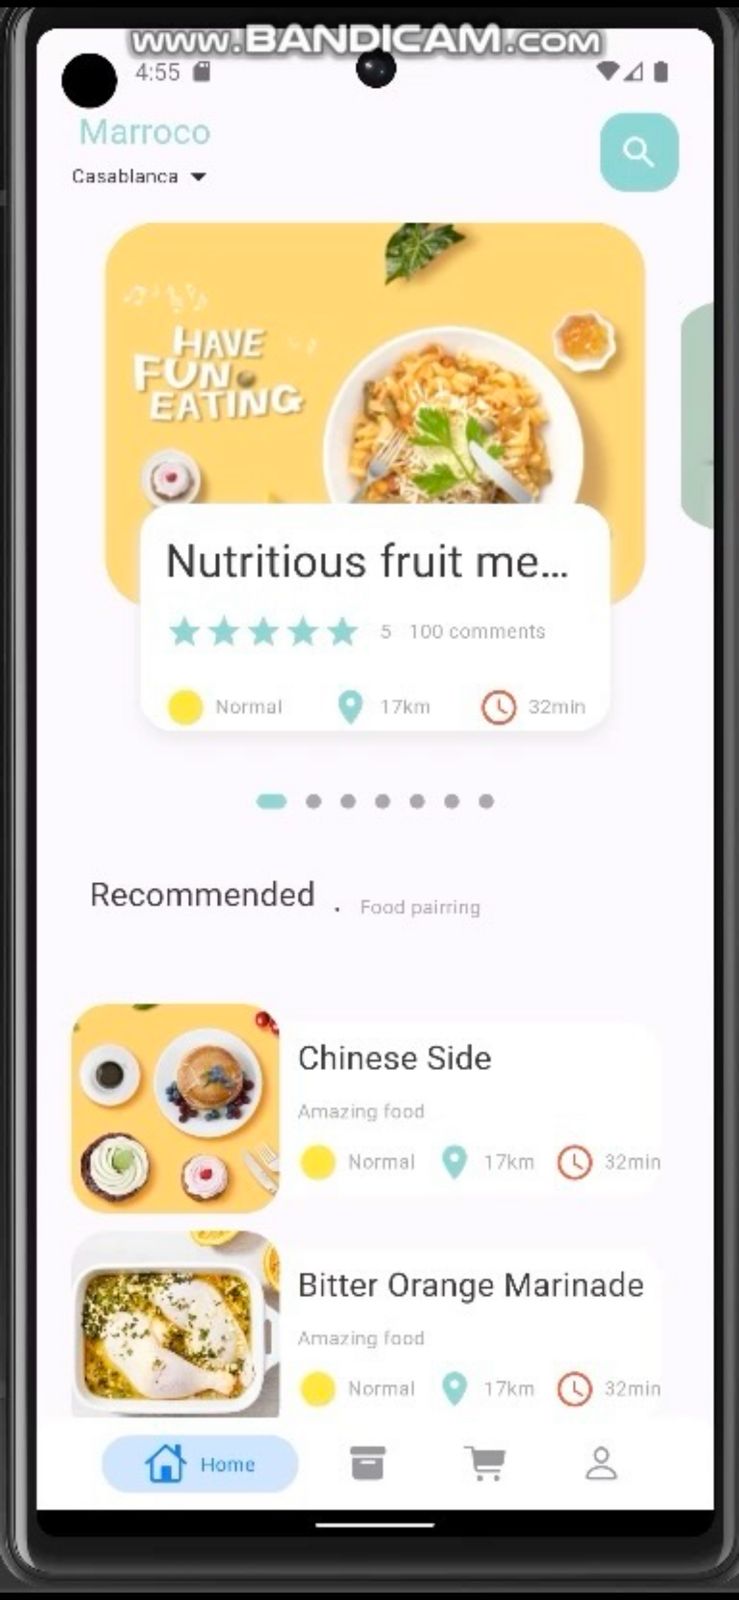 www.BANDICAM.com
4:55
Marroco
Casablanca
HAVE
FUN
EATING
Nutritious fruit me...
5 100 comments
Normal 17km 32min
Recommended . Food pairring
Chinese Side
Amazing food
Normal 17km 32min
Bitter Orange Marinade
Amazing food
Normal 17km 32min
Home